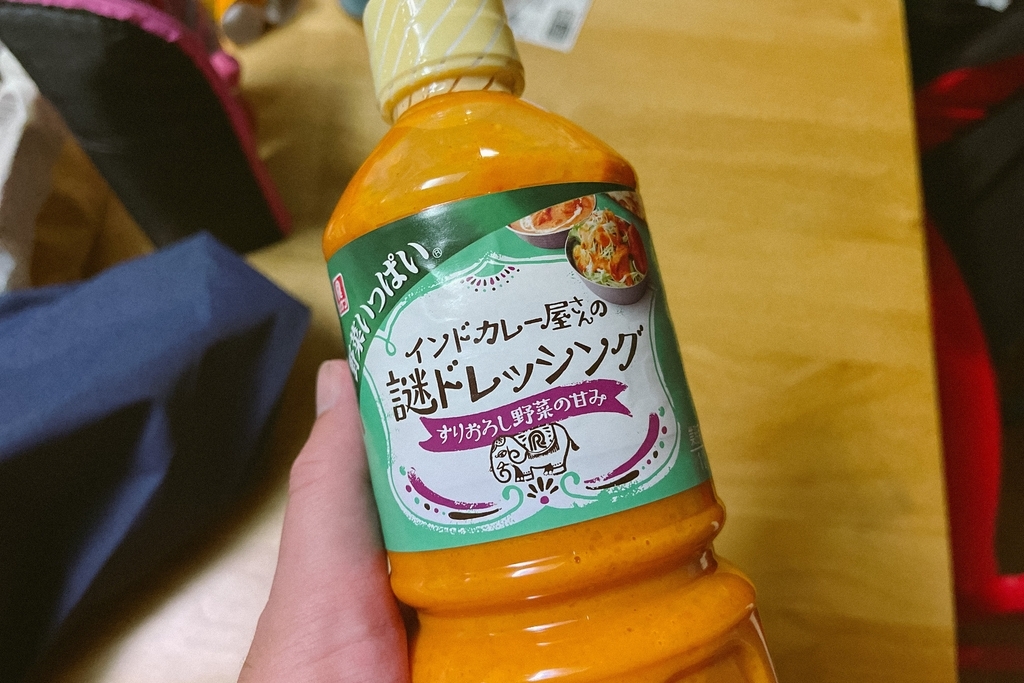 野菜いっぱい®
インドカレー屋さんの
謎ドレッシング
すりおろし野菜の甘み
R